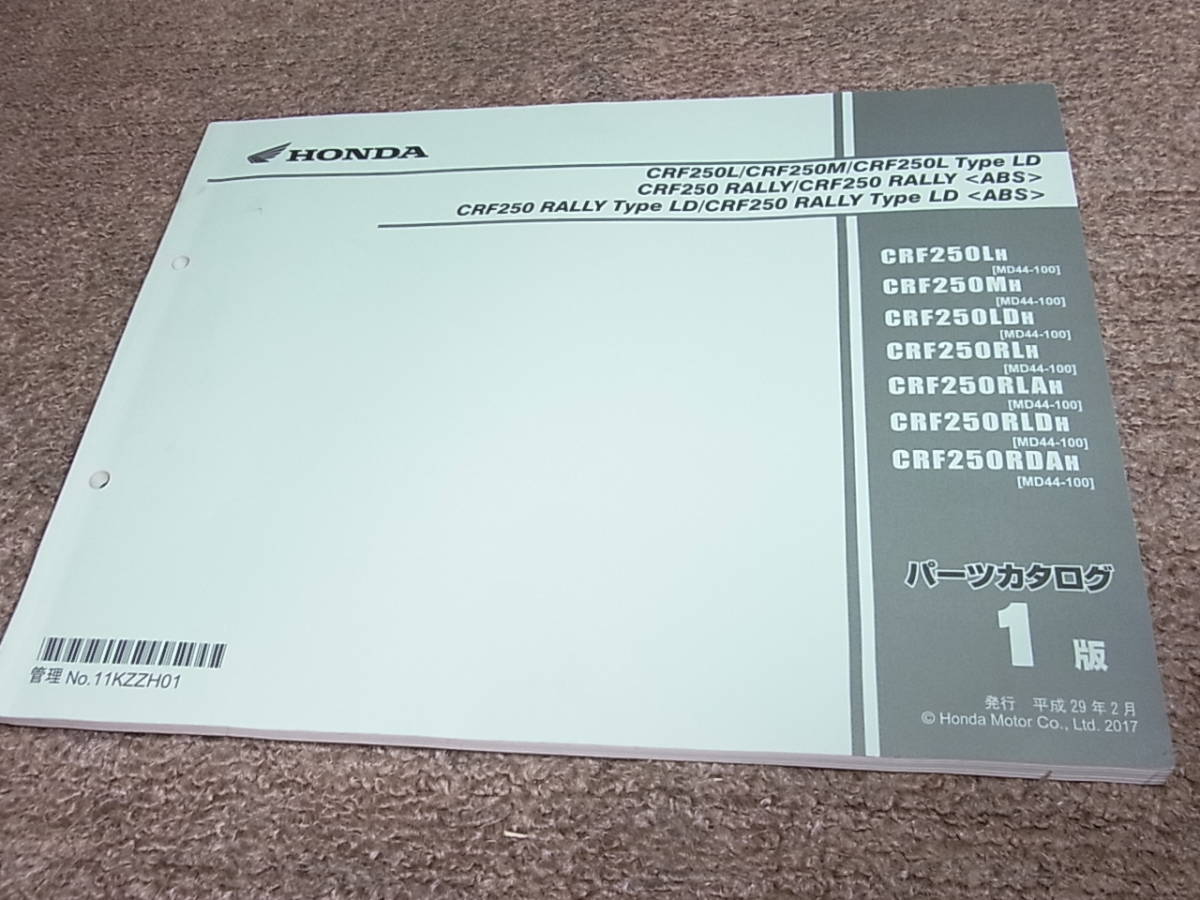 HONDA
CRF250L/CRF250M/CRF250L Type LD
CRF250 RALLY/CRF250 RALLY <ABS>
CRF250 RALLY Type LD/CRF250 RALLY Type LD <ABS>
CRF250LH
[MD44-100]
CRF250MH
[MD44-100]
CRF250LDH
[MD44-100]
CRF250RLH
[MD44-100]
CRF250RLAH
[MD44-100]
CRF250RLDH
[MD44-100]
CRF250RDAH
[MD44-100]
パーツカタログ
1版
管理 No.11KZZH01
発行 平成29年2月
© Honda Motor Co., Ltd. 2017